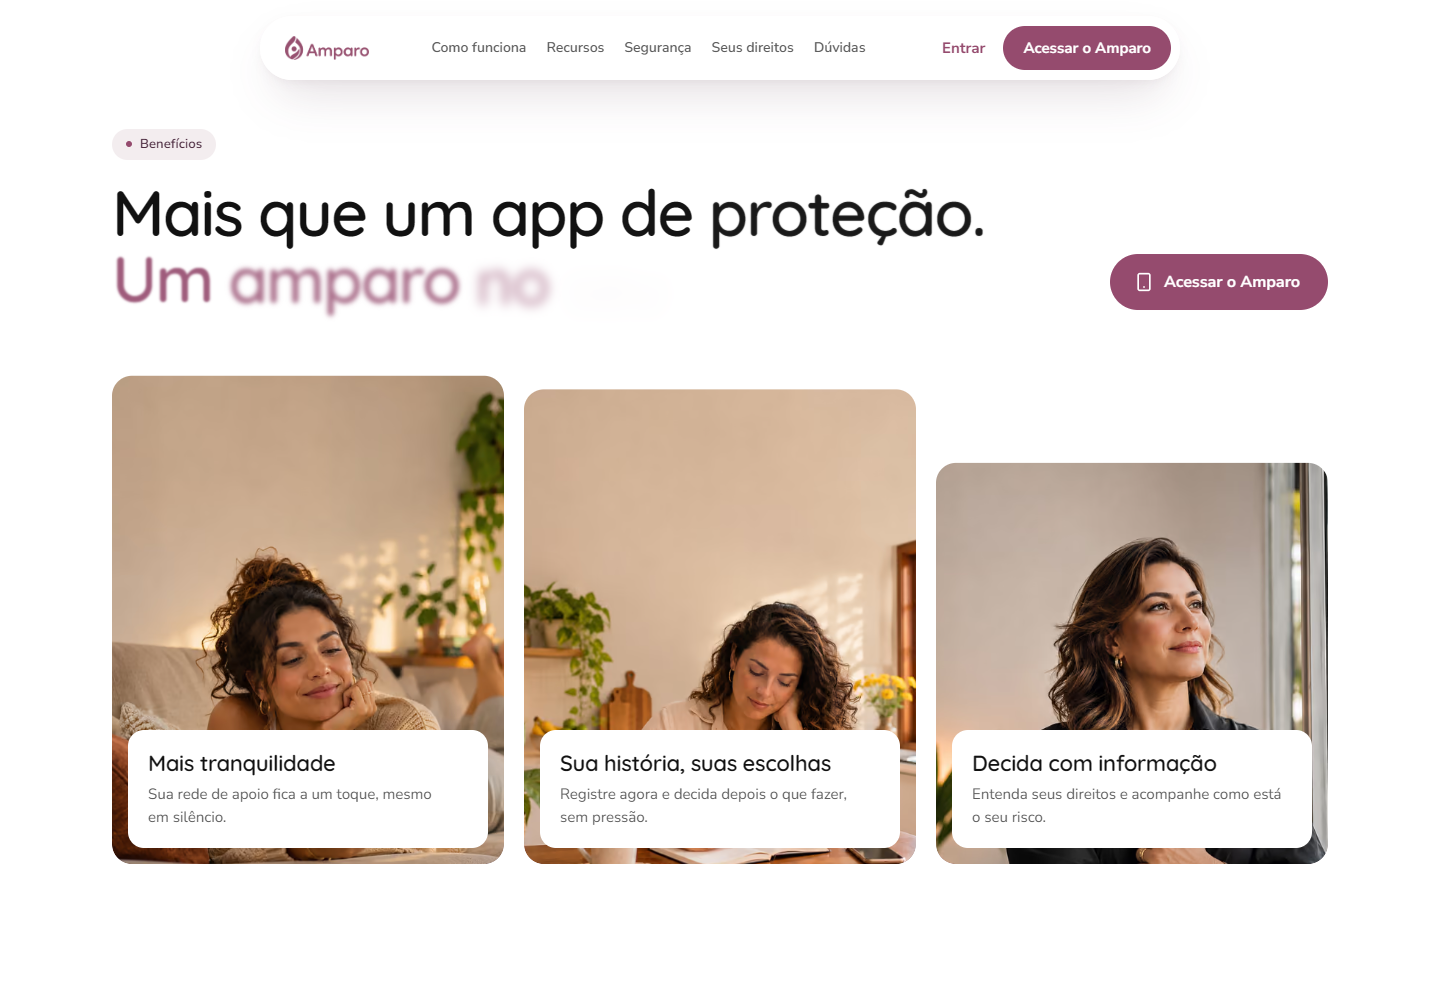 Amparo
Como funciona
Recursos
Segurança
Seus direitos
Dúvidas
Entrar
Acessar o Amparo
Benefícios
Mais que um app de proteção.
Um amparo no
Acessar o Amparo
Mais tranquilidade
Sua rede de apoio fica a um toque, mesmo
em silêncio.
Sua história, suas escolhas
Registre agora e decida depois o que fazer,
sem pressão.
Decida com informação
Entenda seus direitos e acompanhe como está
o seu risco.